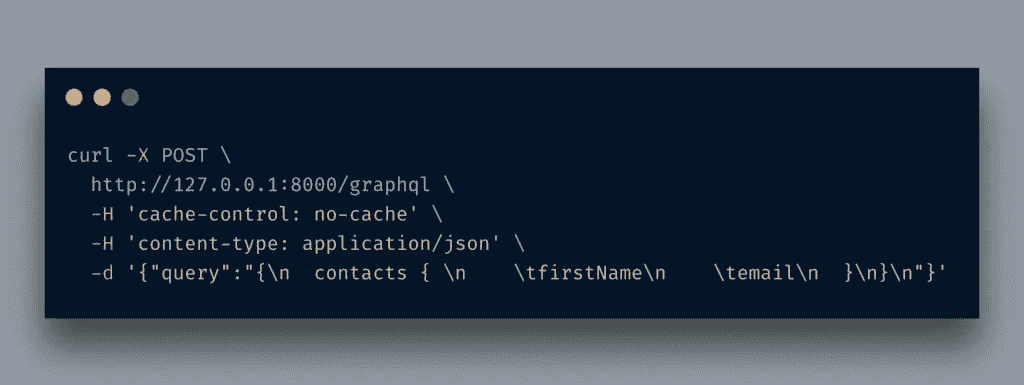 curl -X POST \
  http://127.0.0.1:8000/graphql \
  -H 'cache-control: no-cache' \
  -H 'content-type: application/json' \
  -d '{"query":"{\n  contacts { \n    \tfirstName\n    \temail\n  }\n}\n"}'